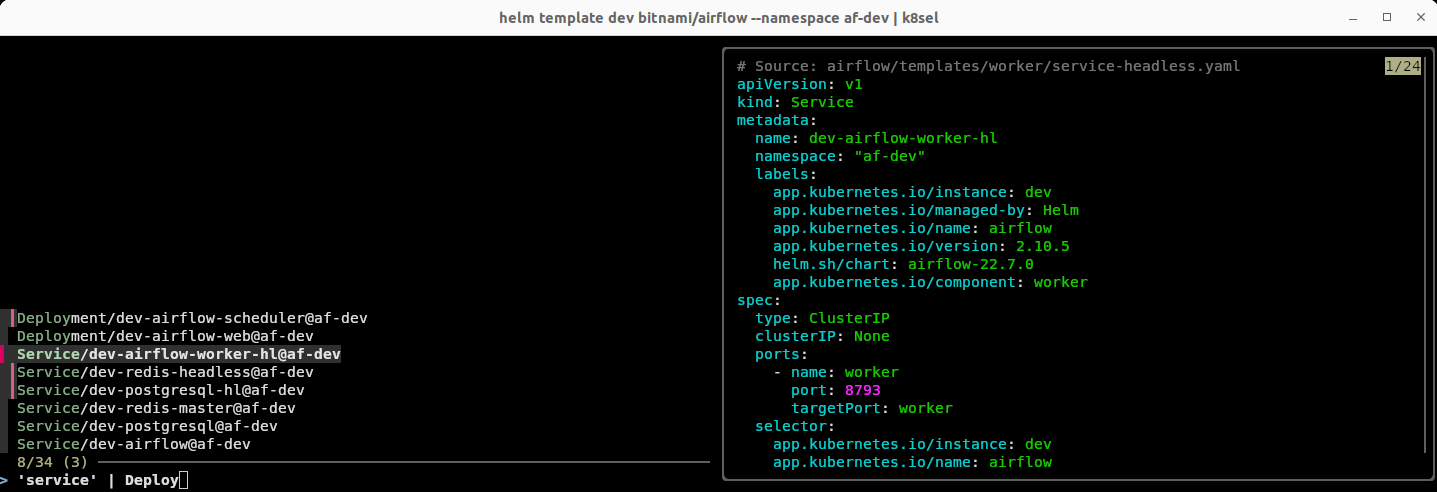 helm template dev bitnami/airflow --namespace af-dev | k8sel
Deployment/dev-airflow-scheduler@af-dev
Deployment/dev-airflow-web@af-dev
Service/dev-airflow-worker-hl@af-dev
Service/dev-redis-headless@af-dev
Service/dev-postgresql-hl@af-dev
Service/dev-redis-master@af-dev
Service/dev-postgresql@af-dev
Service/dev-airflow@af-dev
8/34 (3)
> 'service' | Deploy
# Source: airflow/templates/worker/service-headless.yaml 1/24
apiVersion: v1
kind: Service
metadata:
  name: dev-airflow-worker-hl
  namespace: "af-dev"
  labels:
    app.kubernetes.io/instance: dev
    app.kubernetes.io/managed-by: Helm
    app.kubernetes.io/name: airflow
    app.kubernetes.io/version: 2.10.5
    helm.sh/chart: airflow-22.7.0
    app.kubernetes.io/component: worker
spec:
  type: ClusterIP
  clusterIP: None
  ports:
    - name: worker
      port: 8793
      targetPort: worker
  selector:
    app.kubernetes.io/instance: dev
    app.kubernetes.io/name: airflow